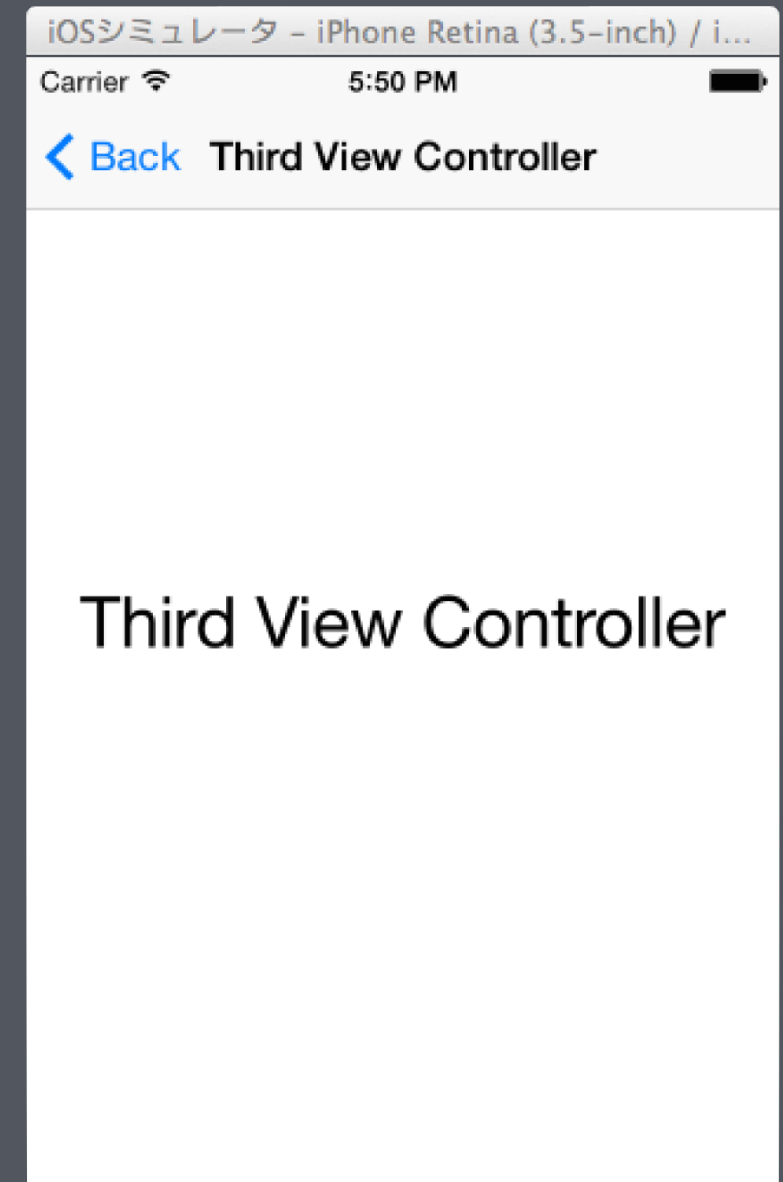 iOSシミュレータ – iPhone Retina (3.5-inch) / i...
Carrier 5:50 PM
Back Third View Controller
Third View Controller